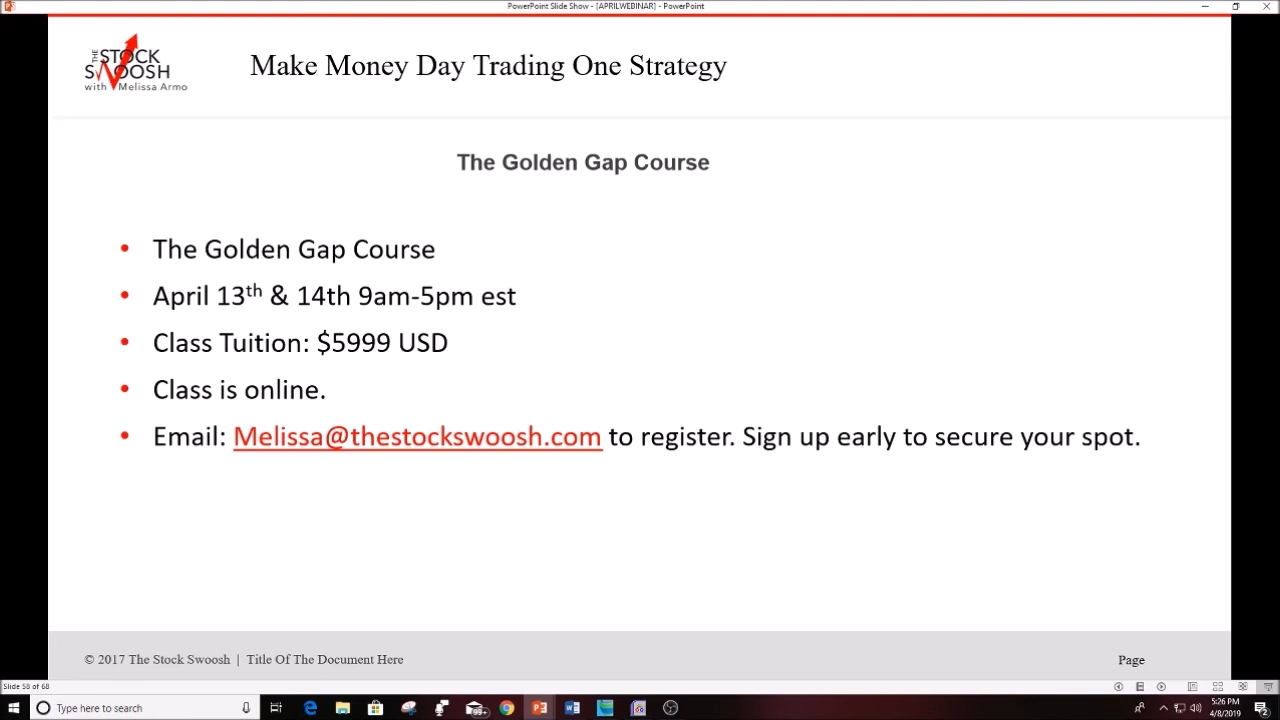 PowerPoint Slide Show - [APRILWEBINAR] - PowerPoint
THE STOCK
SWOOSH
with Melissa Armo
Make Money Day Trading One Strategy
The Golden Gap Course
• The Golden Gap Course
• April 13th & 14th 9am-5pm est
• Class Tuition: $5999 USD
• Class is online.
• Email: Melissa@thestockswoosh.com to register. Sign up early to secure your spot.
© 2017 The Stock Swoosh | Title Of The Document Here
Page
Slide 58 of 68
Type here to search
99+
5:26 PM
4/8/2019
2